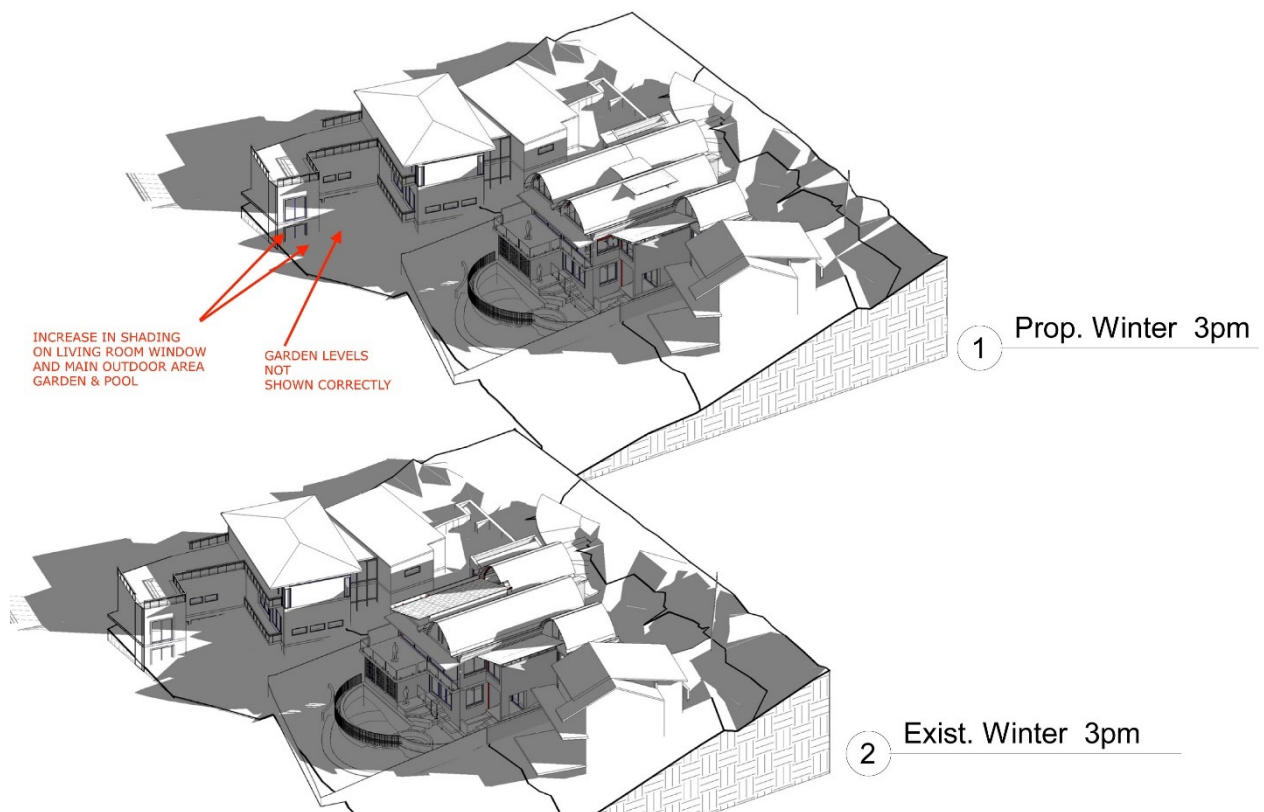 INCREASE IN SHADING
ON LIVING ROOM WINDOW
AND MAIN OUTDOOR AREA
GARDEN & POOL
GARDEN LEVELS
NOT
SHOWN CORRECTLY
1 Prop. Winter 3pm
2 Exist. Winter 3pm